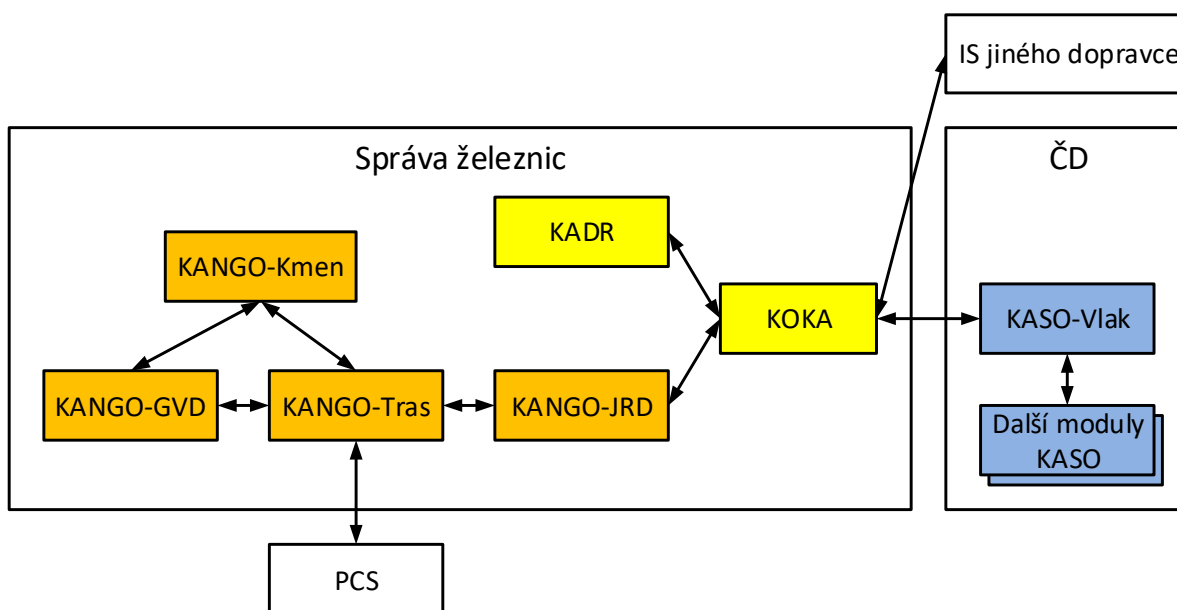 IS jiného dopravce
Správa železnic
ČD
KADR
KANGO-Kmen
KOKA
KASO-Vlak
KANGO-GVD
KANGO-Tras
KANGO-JRD
Další moduly
KASO
PCS